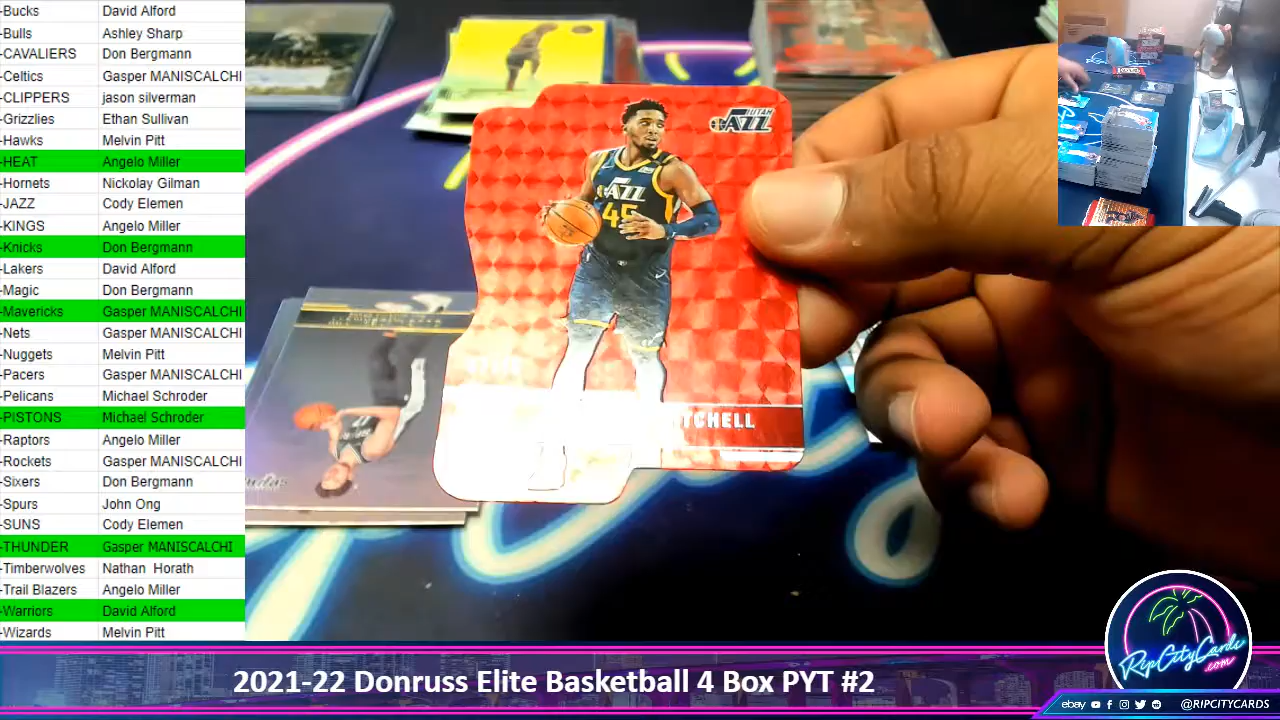 -Bucks David Alford
-Bulls Ashley Sharp
-CAVALIERS Don Bergmann
-Celtics Gasper MANISCALCHI
-CLIPPERS jason silverman
-Grizzlies Ethan Sullivan
-Hawks Melvin Pitt
-HEAT Angelo Miller
-Hornets Nickolay Gilman
-JAZZ Cody Elemen
-KINGS Angelo Miller
-Knicks Don Bergmann
-Lakers David Alford
-Magic Don Bergmann
-Mavericks Gasper MANISCALCHI
-Nets Gasper MANISCALCHI
-Nuggets Melvin Pitt
-Pacers Gasper MANISCALCHI
-Pelicans Michael Schroder
-PISTONS Michael Schroder
-Raptors Angelo Miller
-Rockets Gasper MANISCALCHI
-Sixers Don Bergmann
-Spurs John Ong
-SUNS Cody Elemen
-THUNDER Gasper MANISCALCHI
-Timberwolves Nathan Horath
-Trail Blazers Angelo Miller
-Warriors David Alford
-Wizards Melvin Pitt
UTAH
JAZZ
JAZZ
45
TCHELL
RipCityCards
.com
2021-22 Donruss Elite Basketball 4 Box PYT #2
ebay @RIPCITYCARDS